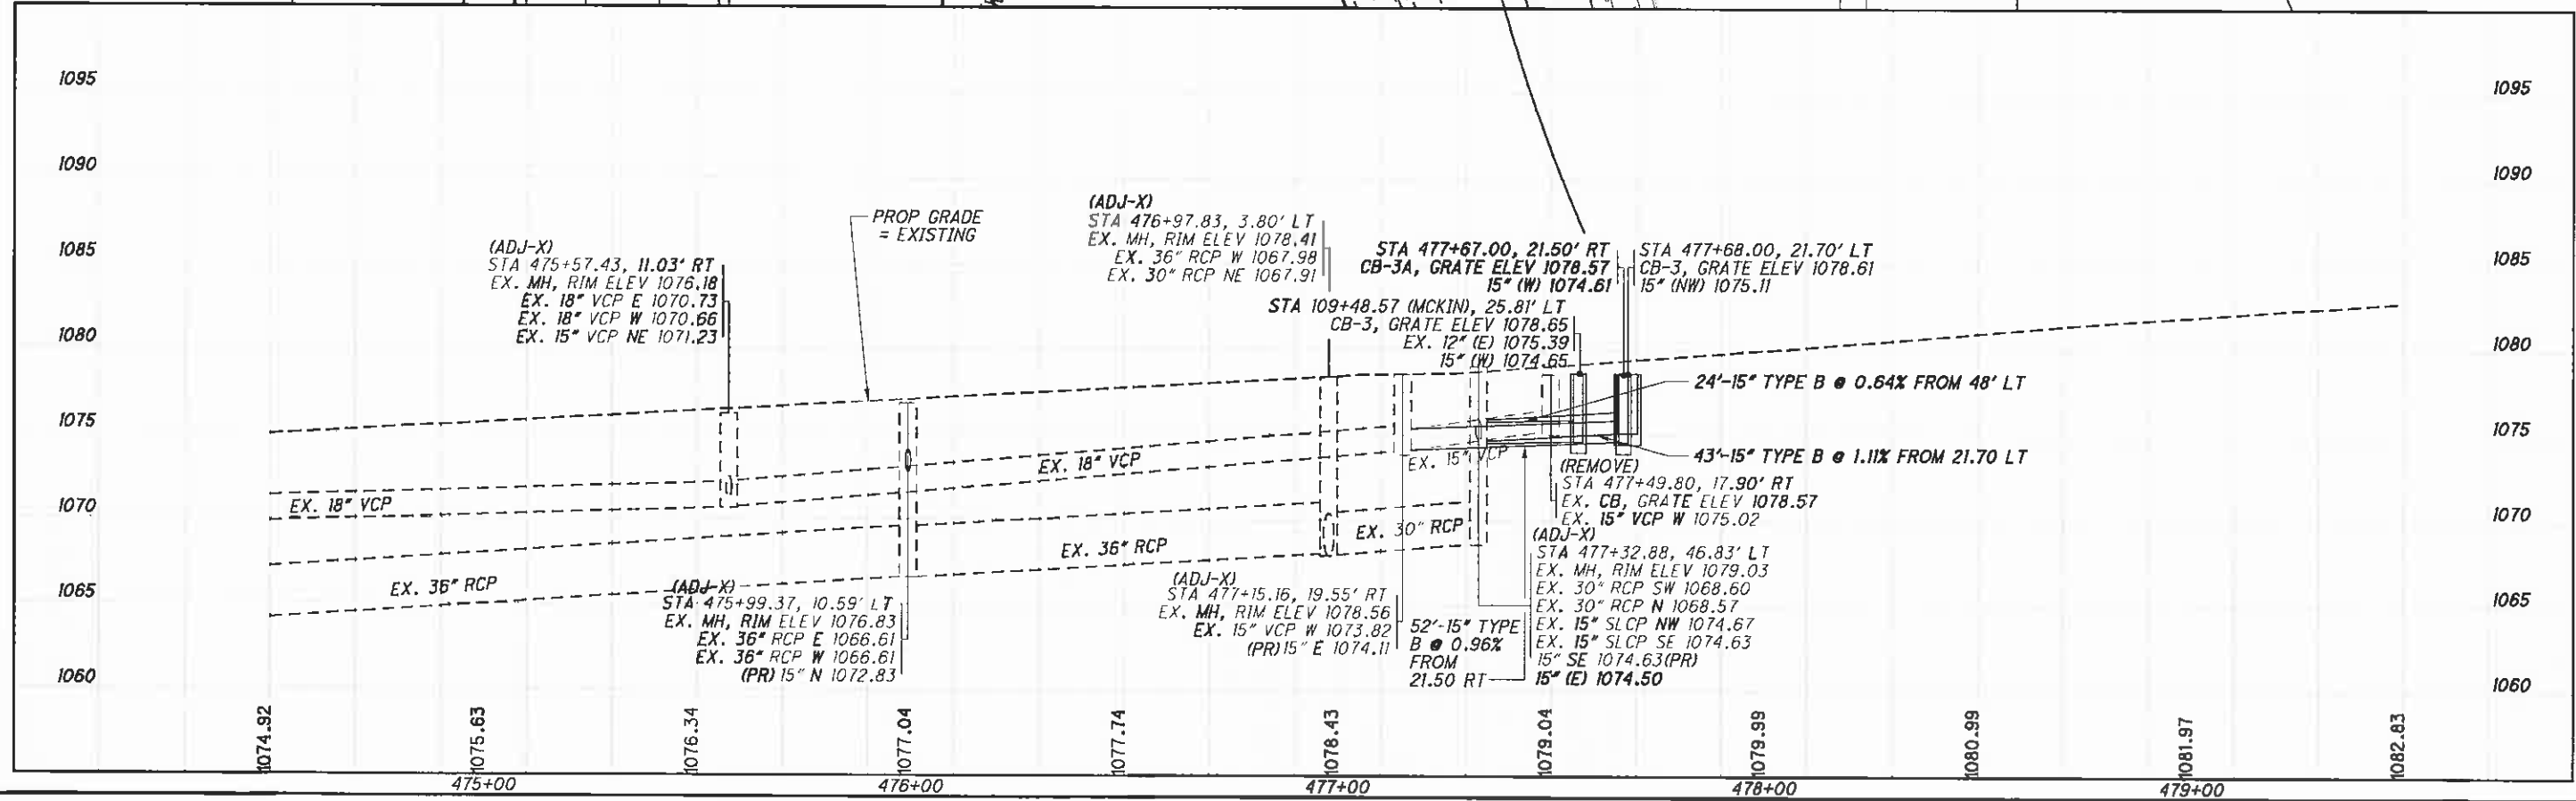 1095
1090
1085
1080
1075
1070
1065
1060
(ADJ-X)
STA 475+57.43, 11.03' RT
EX. MH, RIM ELEV 1076.18
EX. 18" VCP E 1070.73
EX. 18" VCP W 1070.66
EX. 15" VCP NE 1071.23
PROP GRADE
= EXISTING
(ADJ-X)
STA 476+97.83, 3.80' LT
EX. MH, RIM ELEV 1078.41
EX. 36" RCP W 1067.98
EX. 30" RCP NE 1067.91
STA 477+67.00, 21.50' RT
CB-3A, GRATE ELEV 1078.57
15" (W) 1074.61
STA 477+68.00, 21.70' LT
CB-3, GRATE ELEV 1078.61
15" (NW) 1075.11
STA 109+48.57 (MCKIN), 25.81' LT
CB-3, GRATE ELEV 1078.65
EX. 12" (E) 1075.39
15" (W) 1074.65
24'-15" TYPE B @ 0.64% FROM 48' LT
43'-15" TYPE B @ 1.11% FROM 21.70 LT
EX. 18" VCP
EX. 18" VCP
EX. 15" VCP
EX. 36" RCP
EX. 36" RCP
EX. 30" RCP
(REMOVE)
STA 477+49.80, 17.90' RT
EX. CB, GRATE ELEV 1078.57
EX. 15" VCP W 1075.02
(ADJ-X)
STA 477+32.88, 46.83' LT
EX. MH, RIM ELEV 1079.03
EX. 30" RCP SW 1068.60
EX. 30" RCP N 1068.57
EX. 15" SLCP NW 1074.67
EX. 15" SLCP SE 1074.63
15" SE 1074.63(PR)
15" (E) 1074.50
(ADJ-X)
STA 475+99.37, 10.59' LT
EX. MH, RIM ELEV 1076.83
EX. 36" RCP E 1066.61
EX. 36" RCP W 1066.61
(PR) 15" N 1072.83
(ADJ-X)
STA 477+15.16, 19.55' RT
EX. MH, RIM ELEV 1078.56
EX. 15" VCP W 1073.82
(PR) 15" E 1074.11
52'-15" TYPE
B @ 0.96%
FROM
21.50 RT
1095
1090
1085
1080
1075
1070
1065
1060
1074.92
1075.63
1076.34
1077.04
1077.74
1078.43
1079.04
1079.99
1080.99
1081.97
1082.83
475+00
476+00
477+00
478+00
479+00